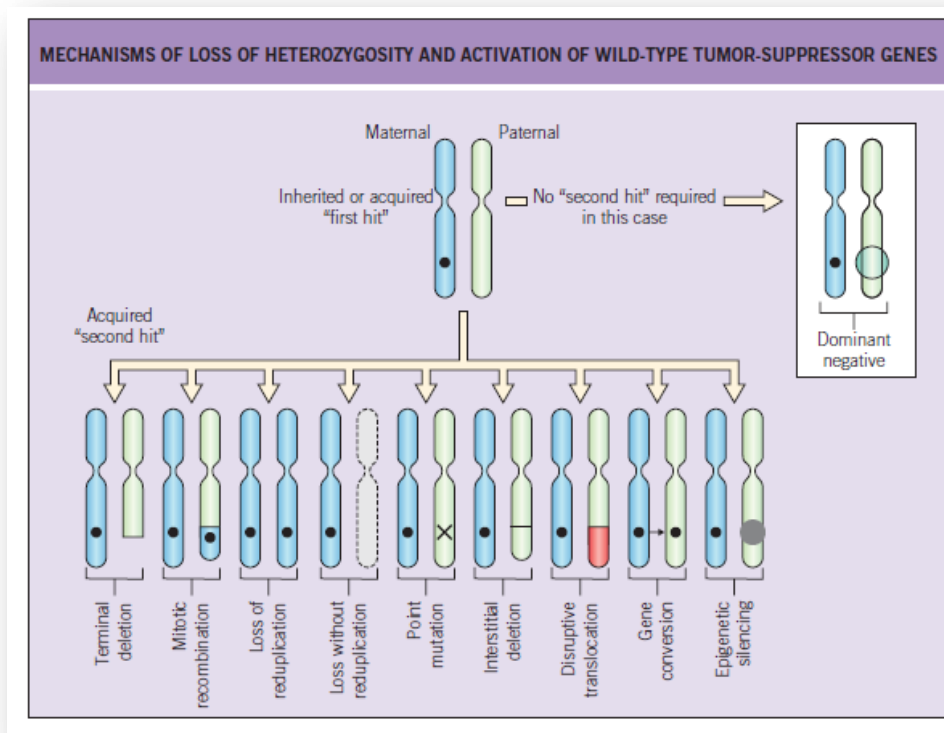 MECHANISMS OF LOSS OF HETEROZYGOSITY AND ACTIVATION OF WILD-TYPE TUMOR-SUPPRESSOR GENES
Maternal
Paternal
Inherited or acquired
"first hit"
No "second hit" required
in this case
Dominant
negative
Acquired
"second hit"
Terminal
deletion
Mitotic
recombination
Loss of
reduplication
Loss without
reduplication
Point
mutation
Interstitial
deletion
Disruptive
translocation
Gene
conversion
Epigenetic
silencing